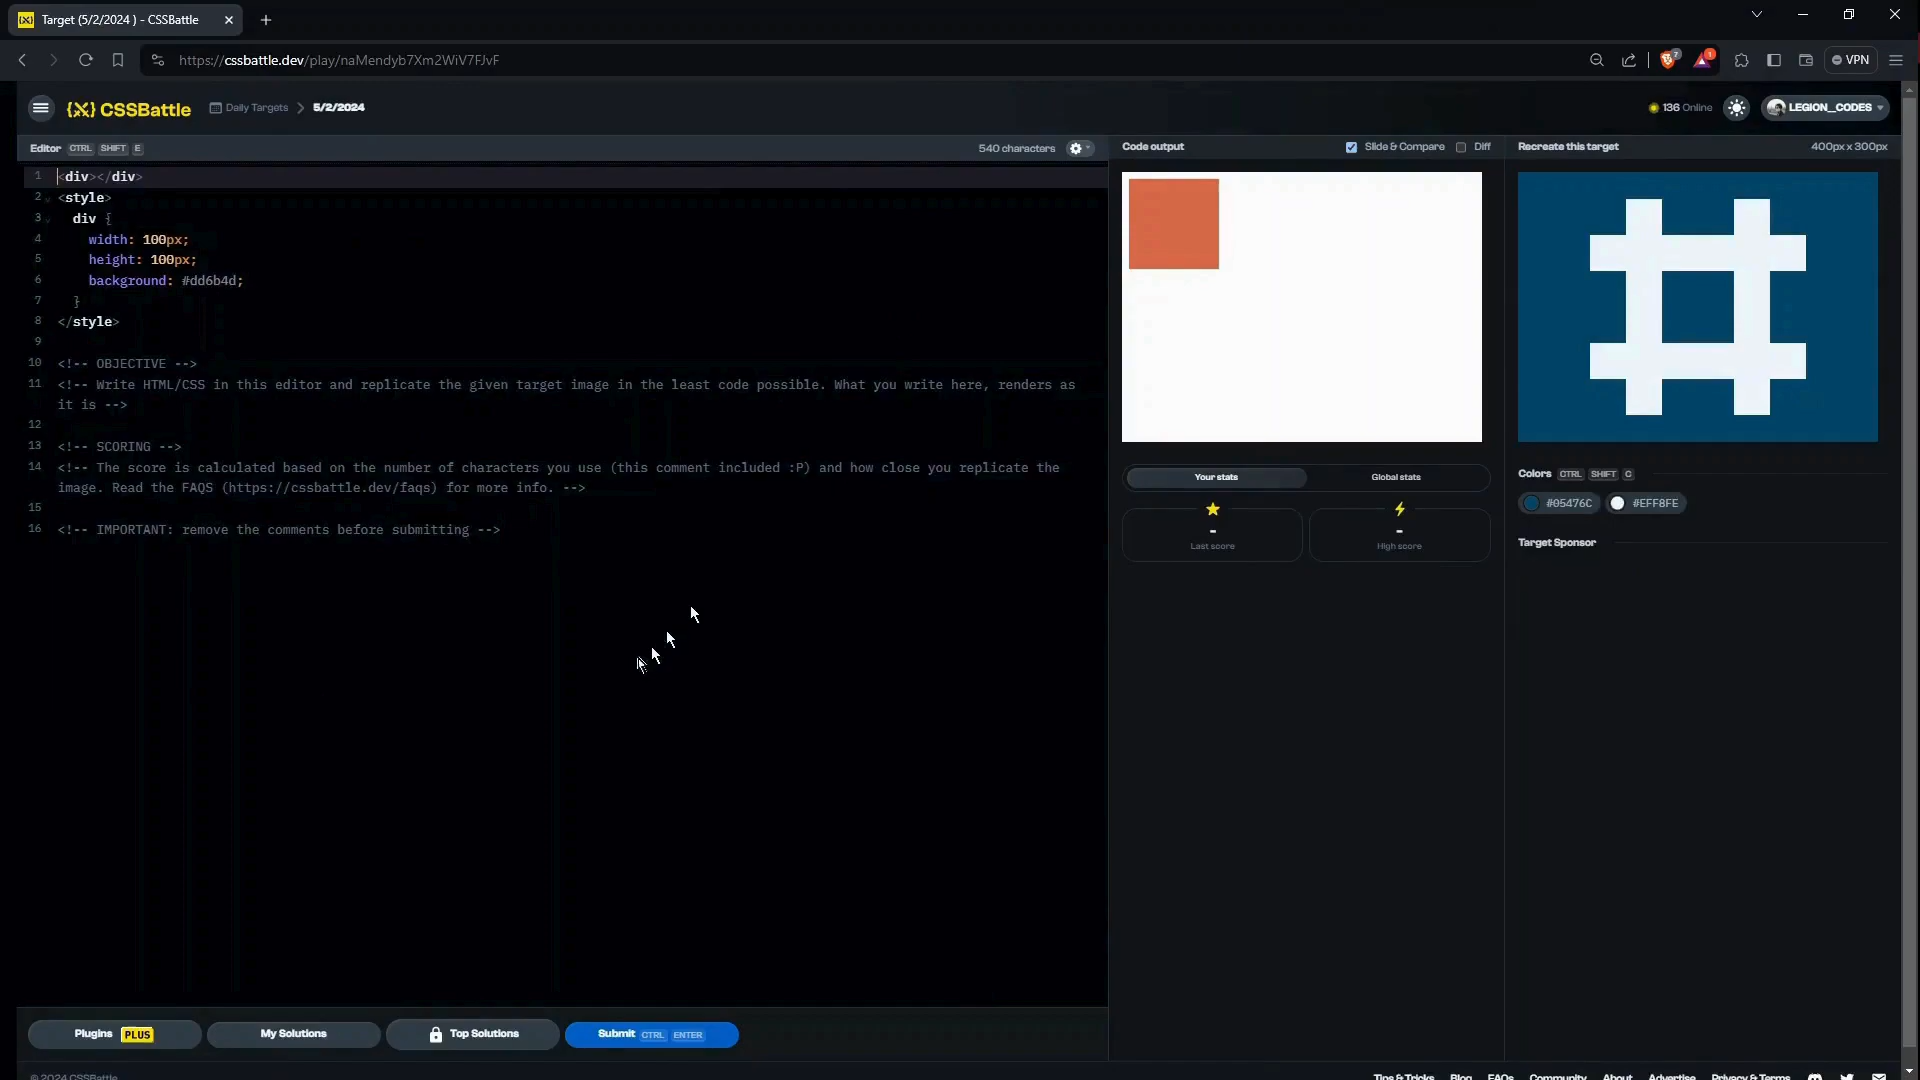 Target (5/2/2024 ) - CSSBattle
https://cssbattle.dev/play/naMendyb7Xm2WiV7FJvF
7
1
VPN
{X} CSSBattle
Daily Targets
5/2/2024
136 Online
LEGION_CODES
Editor CTRL SHIFT E
540 characters
Code output
Slide & Compare
Diff
Recreate this target
400px x 300px
1 <div></div>
2 <style>
3 div {
4 width: 100px;
5 height: 100px;
6 background: #dd6b4d;
7 }
8 </style>
9
10 <!-- OBJECTIVE -->
11 <!-- Write HTML/CSS in this editor and replicate the given target image in the least code possible. What you write here, renders as
it is -->
12
13 <!-- SCORING -->
14 <!-- The score is calculated based on the number of characters you use (this comment included :P) and how close you replicate the
image. Read the FAQS (https://cssbattle.dev/faqs) for more info. -->
15
16 <!-- IMPORTANT: remove the comments before submitting -->
Your stats
Global stats
-
Last score
-
High score
Colors CTRL SHIFT C
#05476C
#EFF8FE
Target Sponsor
Plugins PLUS
My Solutions
Top Solutions
Submit CTRL ENTER
© 2024 CSSBattle
Tips & Tricks
Blog
FAQs
Community
About
Advertise
Privacy & Terms